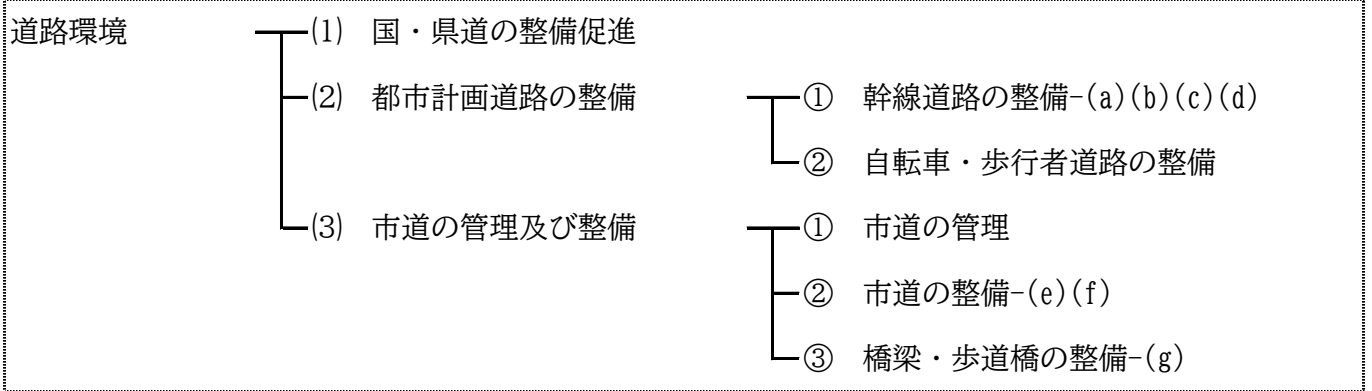 道路環境 ⑴ 国・県道の整備促進
⑵ 都市計画道路の整備 ① 幹線道路の整備-(a)(b)(c)(d)
② 自転車・歩行者道路の整備
⑶ 市道の管理及び整備 ① 市道の管理
② 市道の整備-(e)(f)
③ 橋梁・歩道橋の整備-(g)